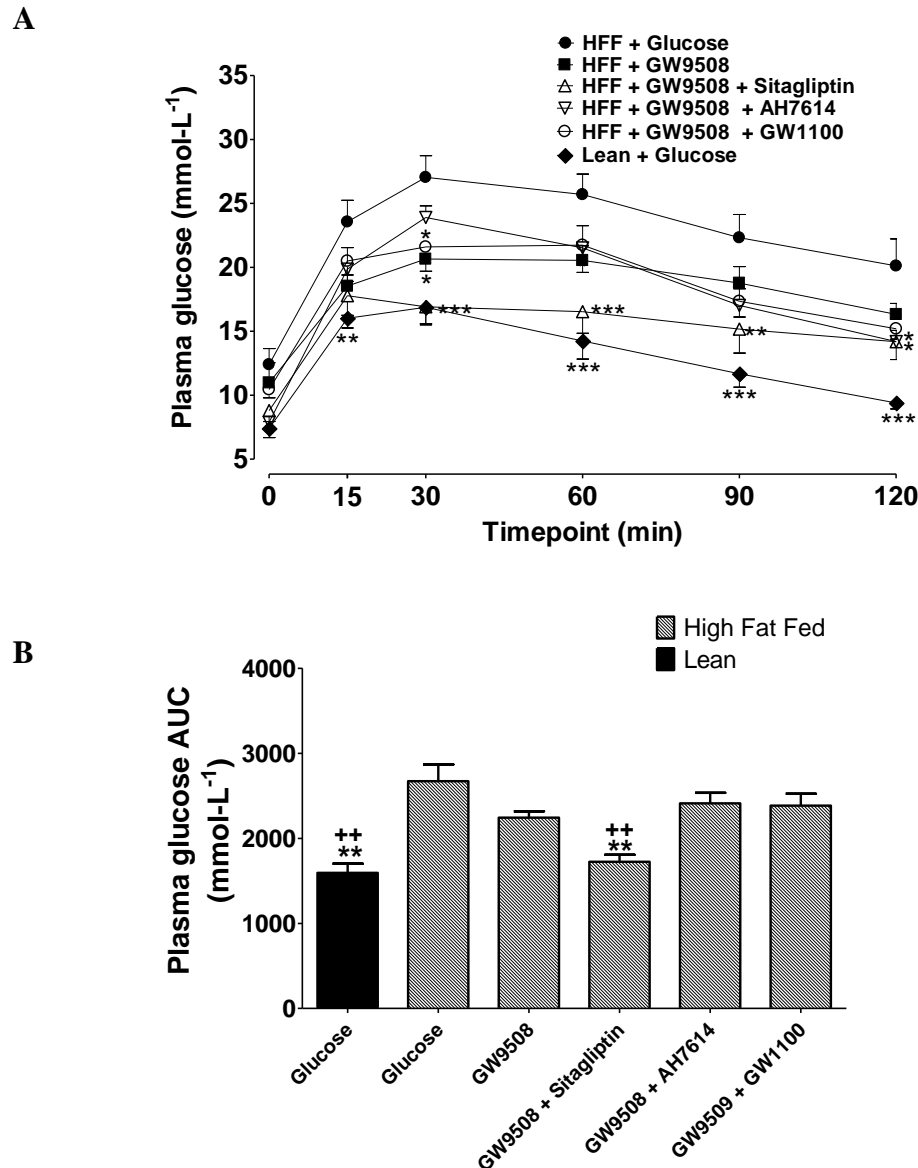 A
HFF + Glucose
HFF + GW9508
HFF + GW9508 + Sitagliptin
HFF + GW9508 + AH7614
HFF + GW9508 + GW1100
Lean + Glucose
Plasma glucose (mmol-L-1)
35
30
25
20
15
10
5
*
*
***
***
**
*
*
**
***
***
***
0 15 30 60 90 120
Timepoint (min)
B
High Fat Fed
Lean
Plasma glucose AUC
(mmol-L-1)
4000
3000
2000
1000
0
++
**
++
**
Glucose
Glucose
GW9508
GW9508 + Sitagliptin
GW9508 + AH7614
GW9509 + GW1100